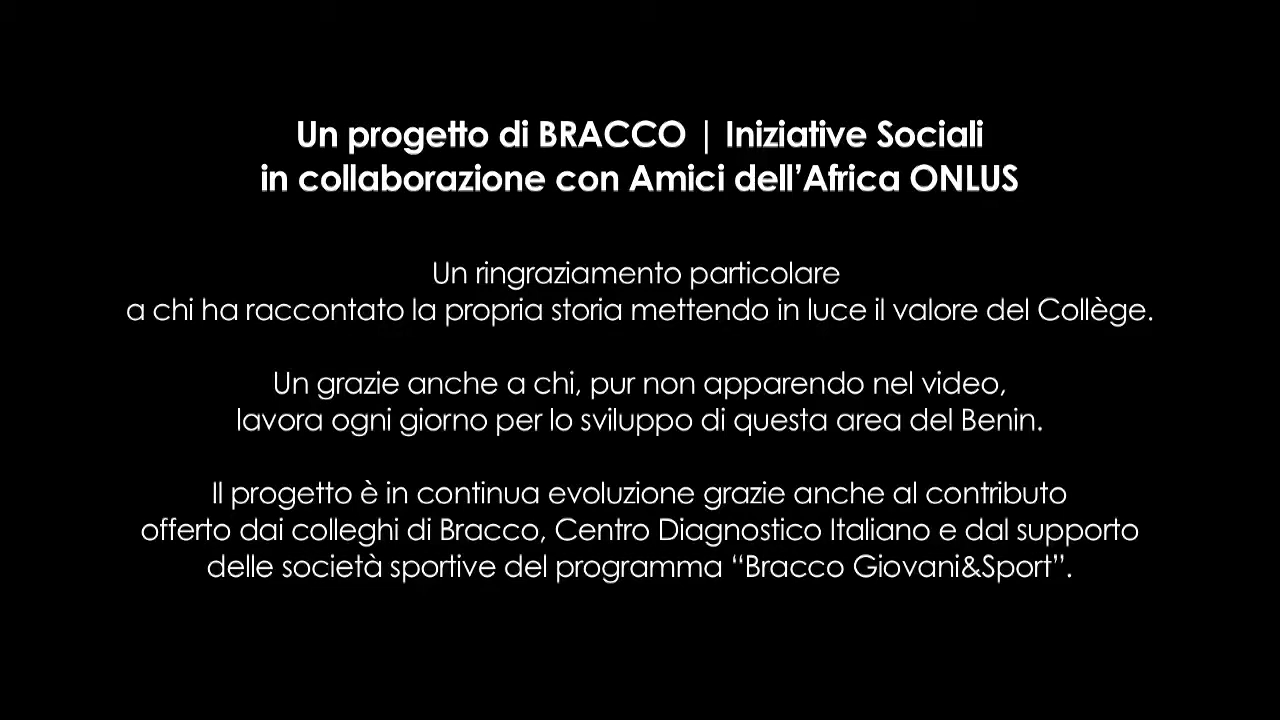 Un progetto di BRACCO | Iniziative Sociali
in collaborazione con Amici dell’Africa ONLUS
Un ringraziamento particolare
a chi ha raccontato la propria storia mettendo in luce il valore del Collège.
Un grazie anche a chi, pur non apparendo nel video,
lavora ogni giorno per lo sviluppo di questa area del Benin.
Il progetto è in continua evoluzione grazie anche al contributo
offerto dai colleghi di Bracco, Centro Diagnostico Italiano e dal supporto
delle società sportive del programma “Bracco Giovani&Sport”.